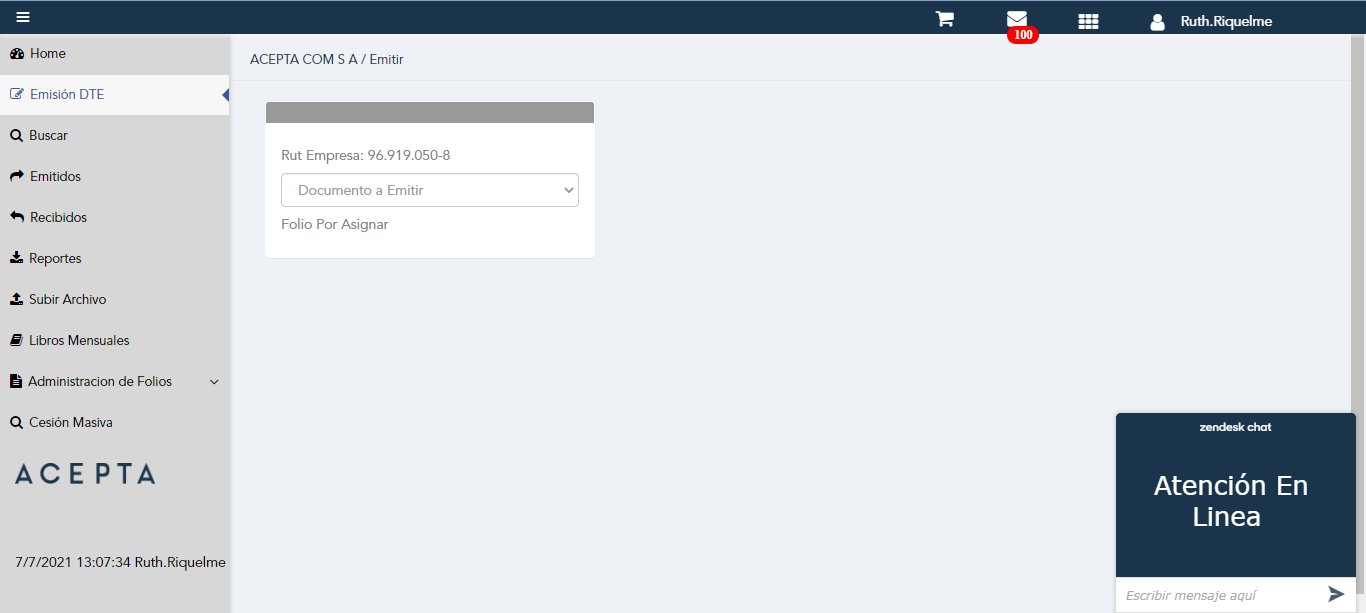 100
Ruth.Riquelme
Home
Emisión DTE
Buscar
Emitidos
Recibidos
Reportes
Subir Archivo
Libros Mensuales
Administracion de Folios
Cesión Masiva
ACEPTA
7/7/2021 13:07:34 Ruth.Riquelme
ACEPTA COM S A / Emitir
Rut Empresa: 96.919.050-8
Documento a Emitir
Folio Por Asignar
zendesk chat
Atención En
Linea
Escribir mensaje aquí